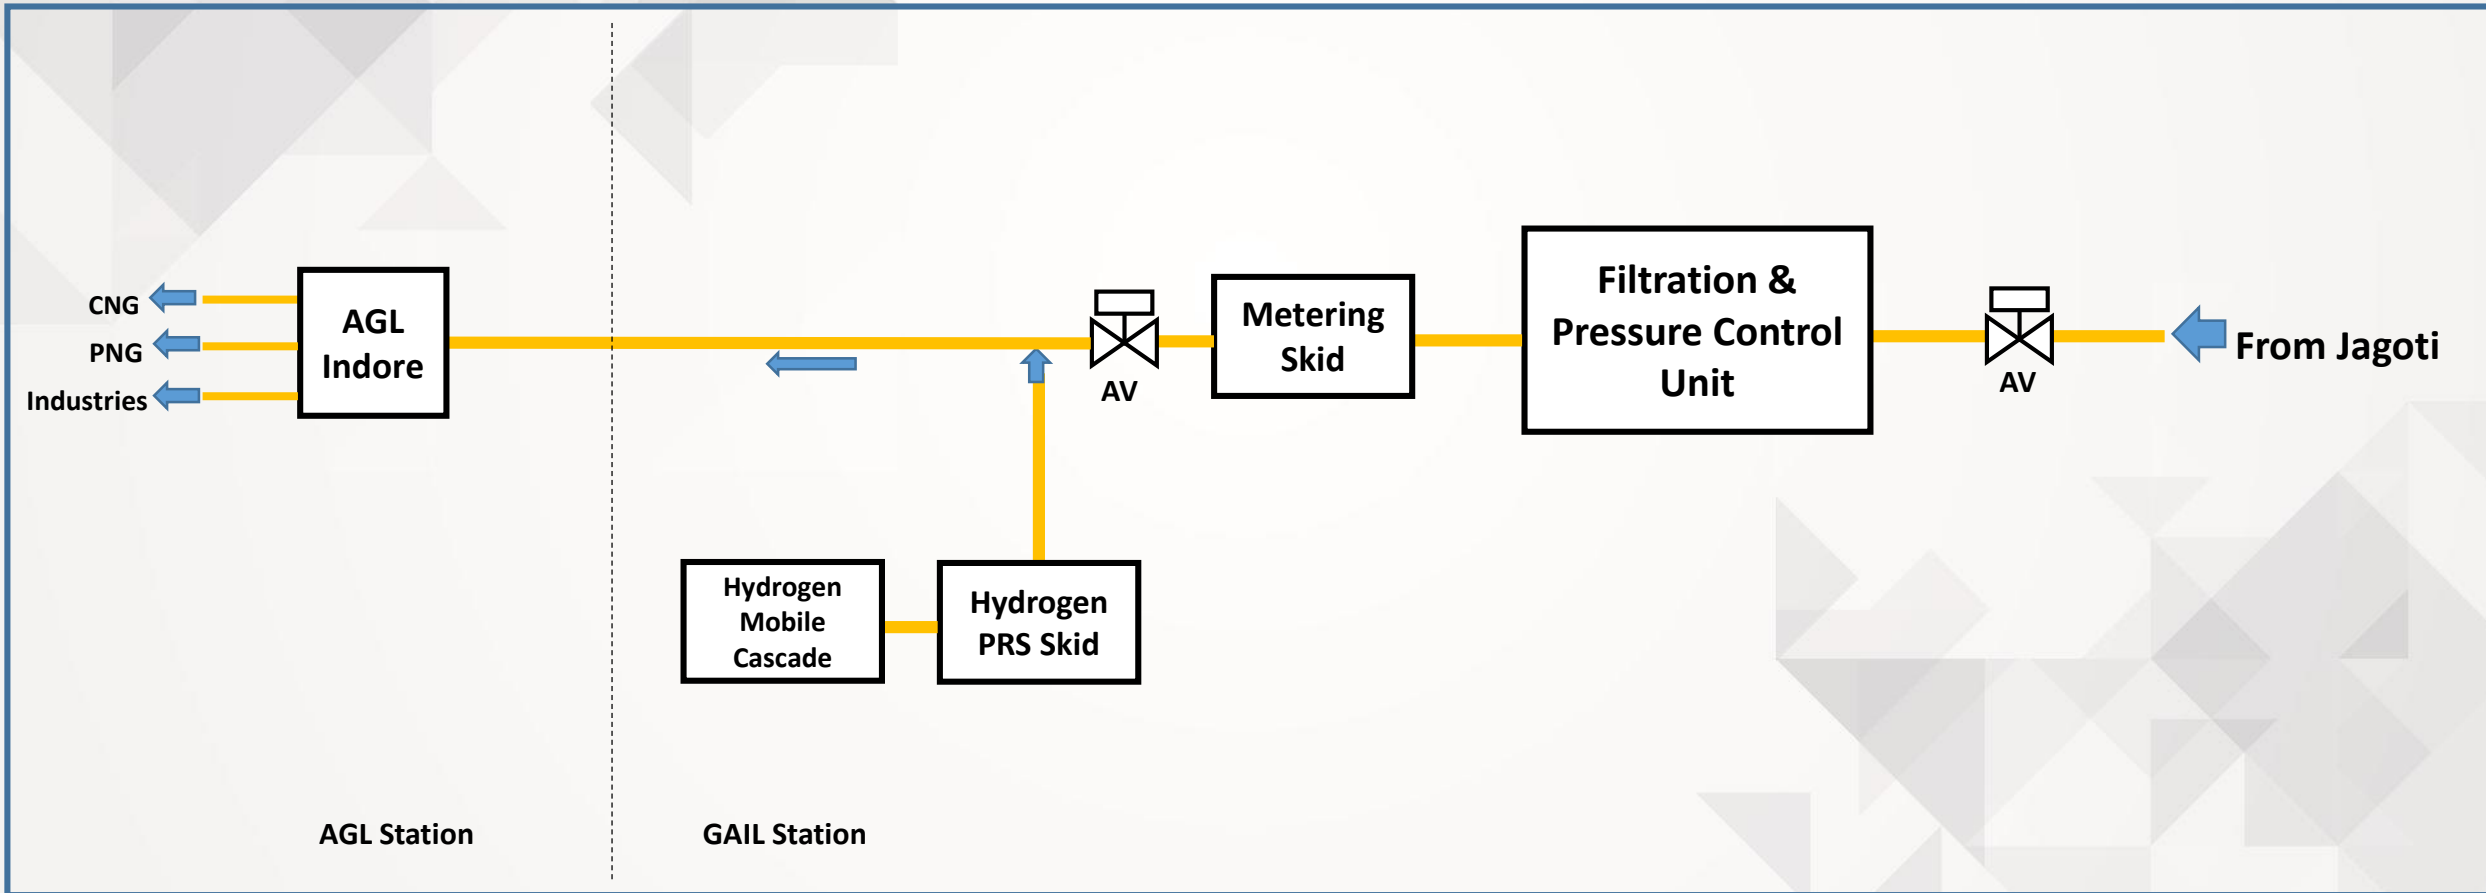 CNG
PNG
Industries
AGL
Indore
AV
Metering
Skid
Filtration &
Pressure Control
Unit
AV
From Jagoti
Hydrogen
Mobile
Cascade
Hydrogen
PRS Skid
AGL Station
GAIL Station